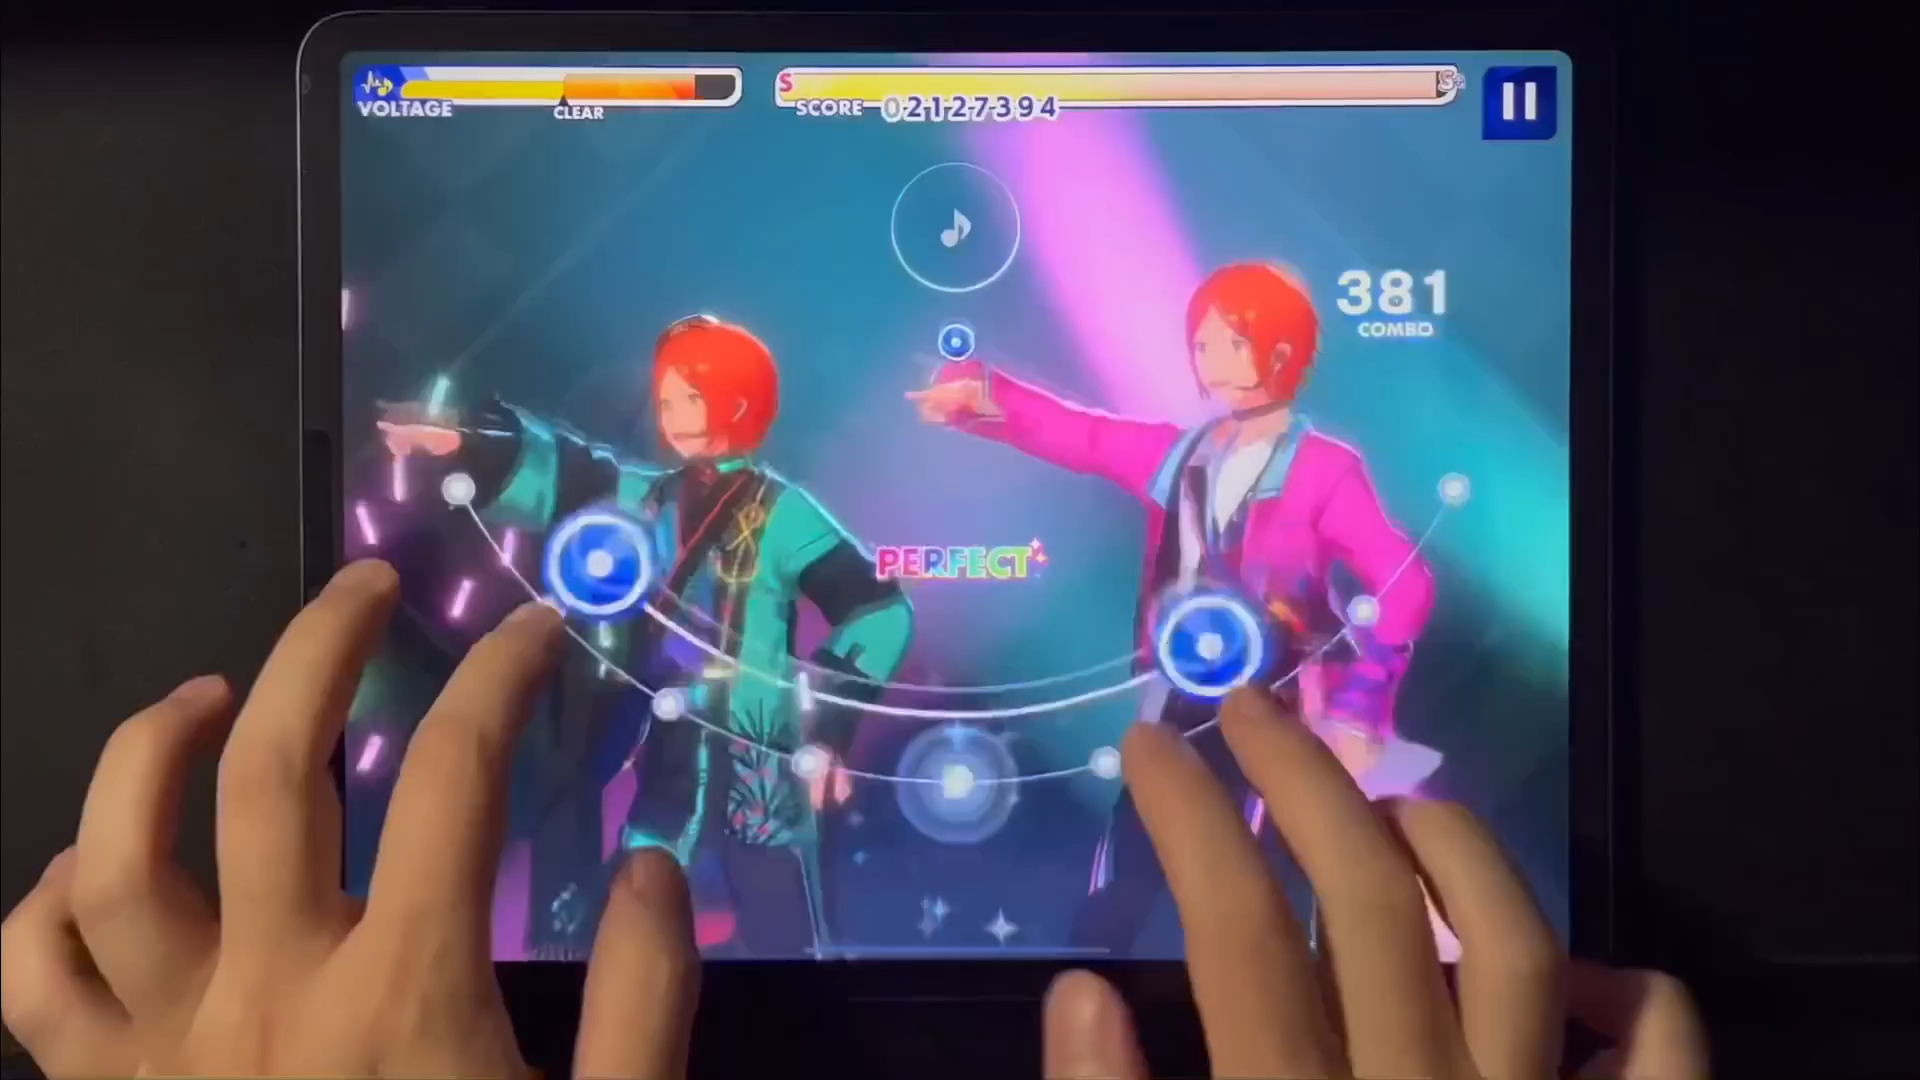 VOLTAGE
CLEAR
S
SCORE 02127394
S+
381
COMBO
PERFECT